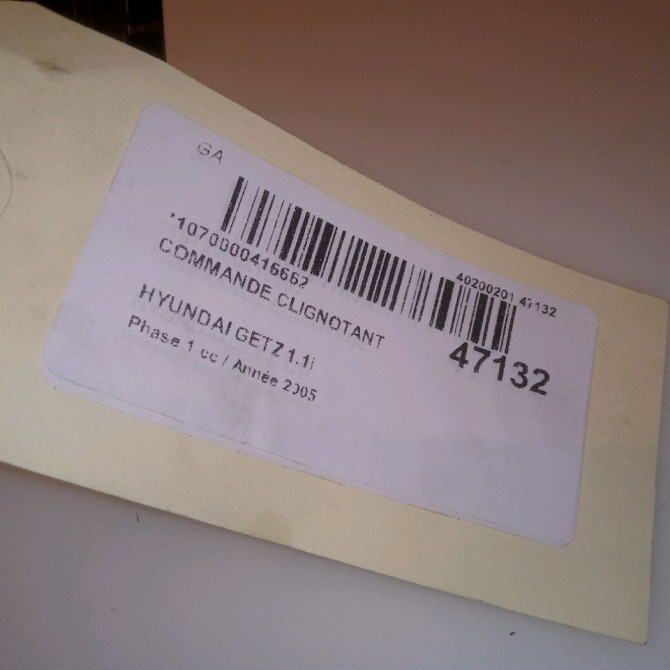 GA
*1070000416662
40200201 47132
COMMANDE CLIGNOTANT
47132
HYUNDAI GETZ 1.1i
Phase 1 cc / Année 2005